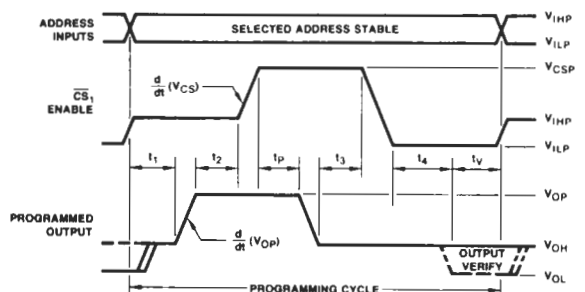 ADDRESS
INPUTS
SELECTED ADDRESS STABLE
VIHP
VILP
VCSP
d/dt (VCS)
CS1
ENABLE
VIHP
VILP
t1
t2
tP
t3
t4
tV
VOP
PROGRAMMED
OUTPUT
d/dt (VOP)
OUTPUT
VERIFY
VOH
VOL
PROGRAMMING CYCLE